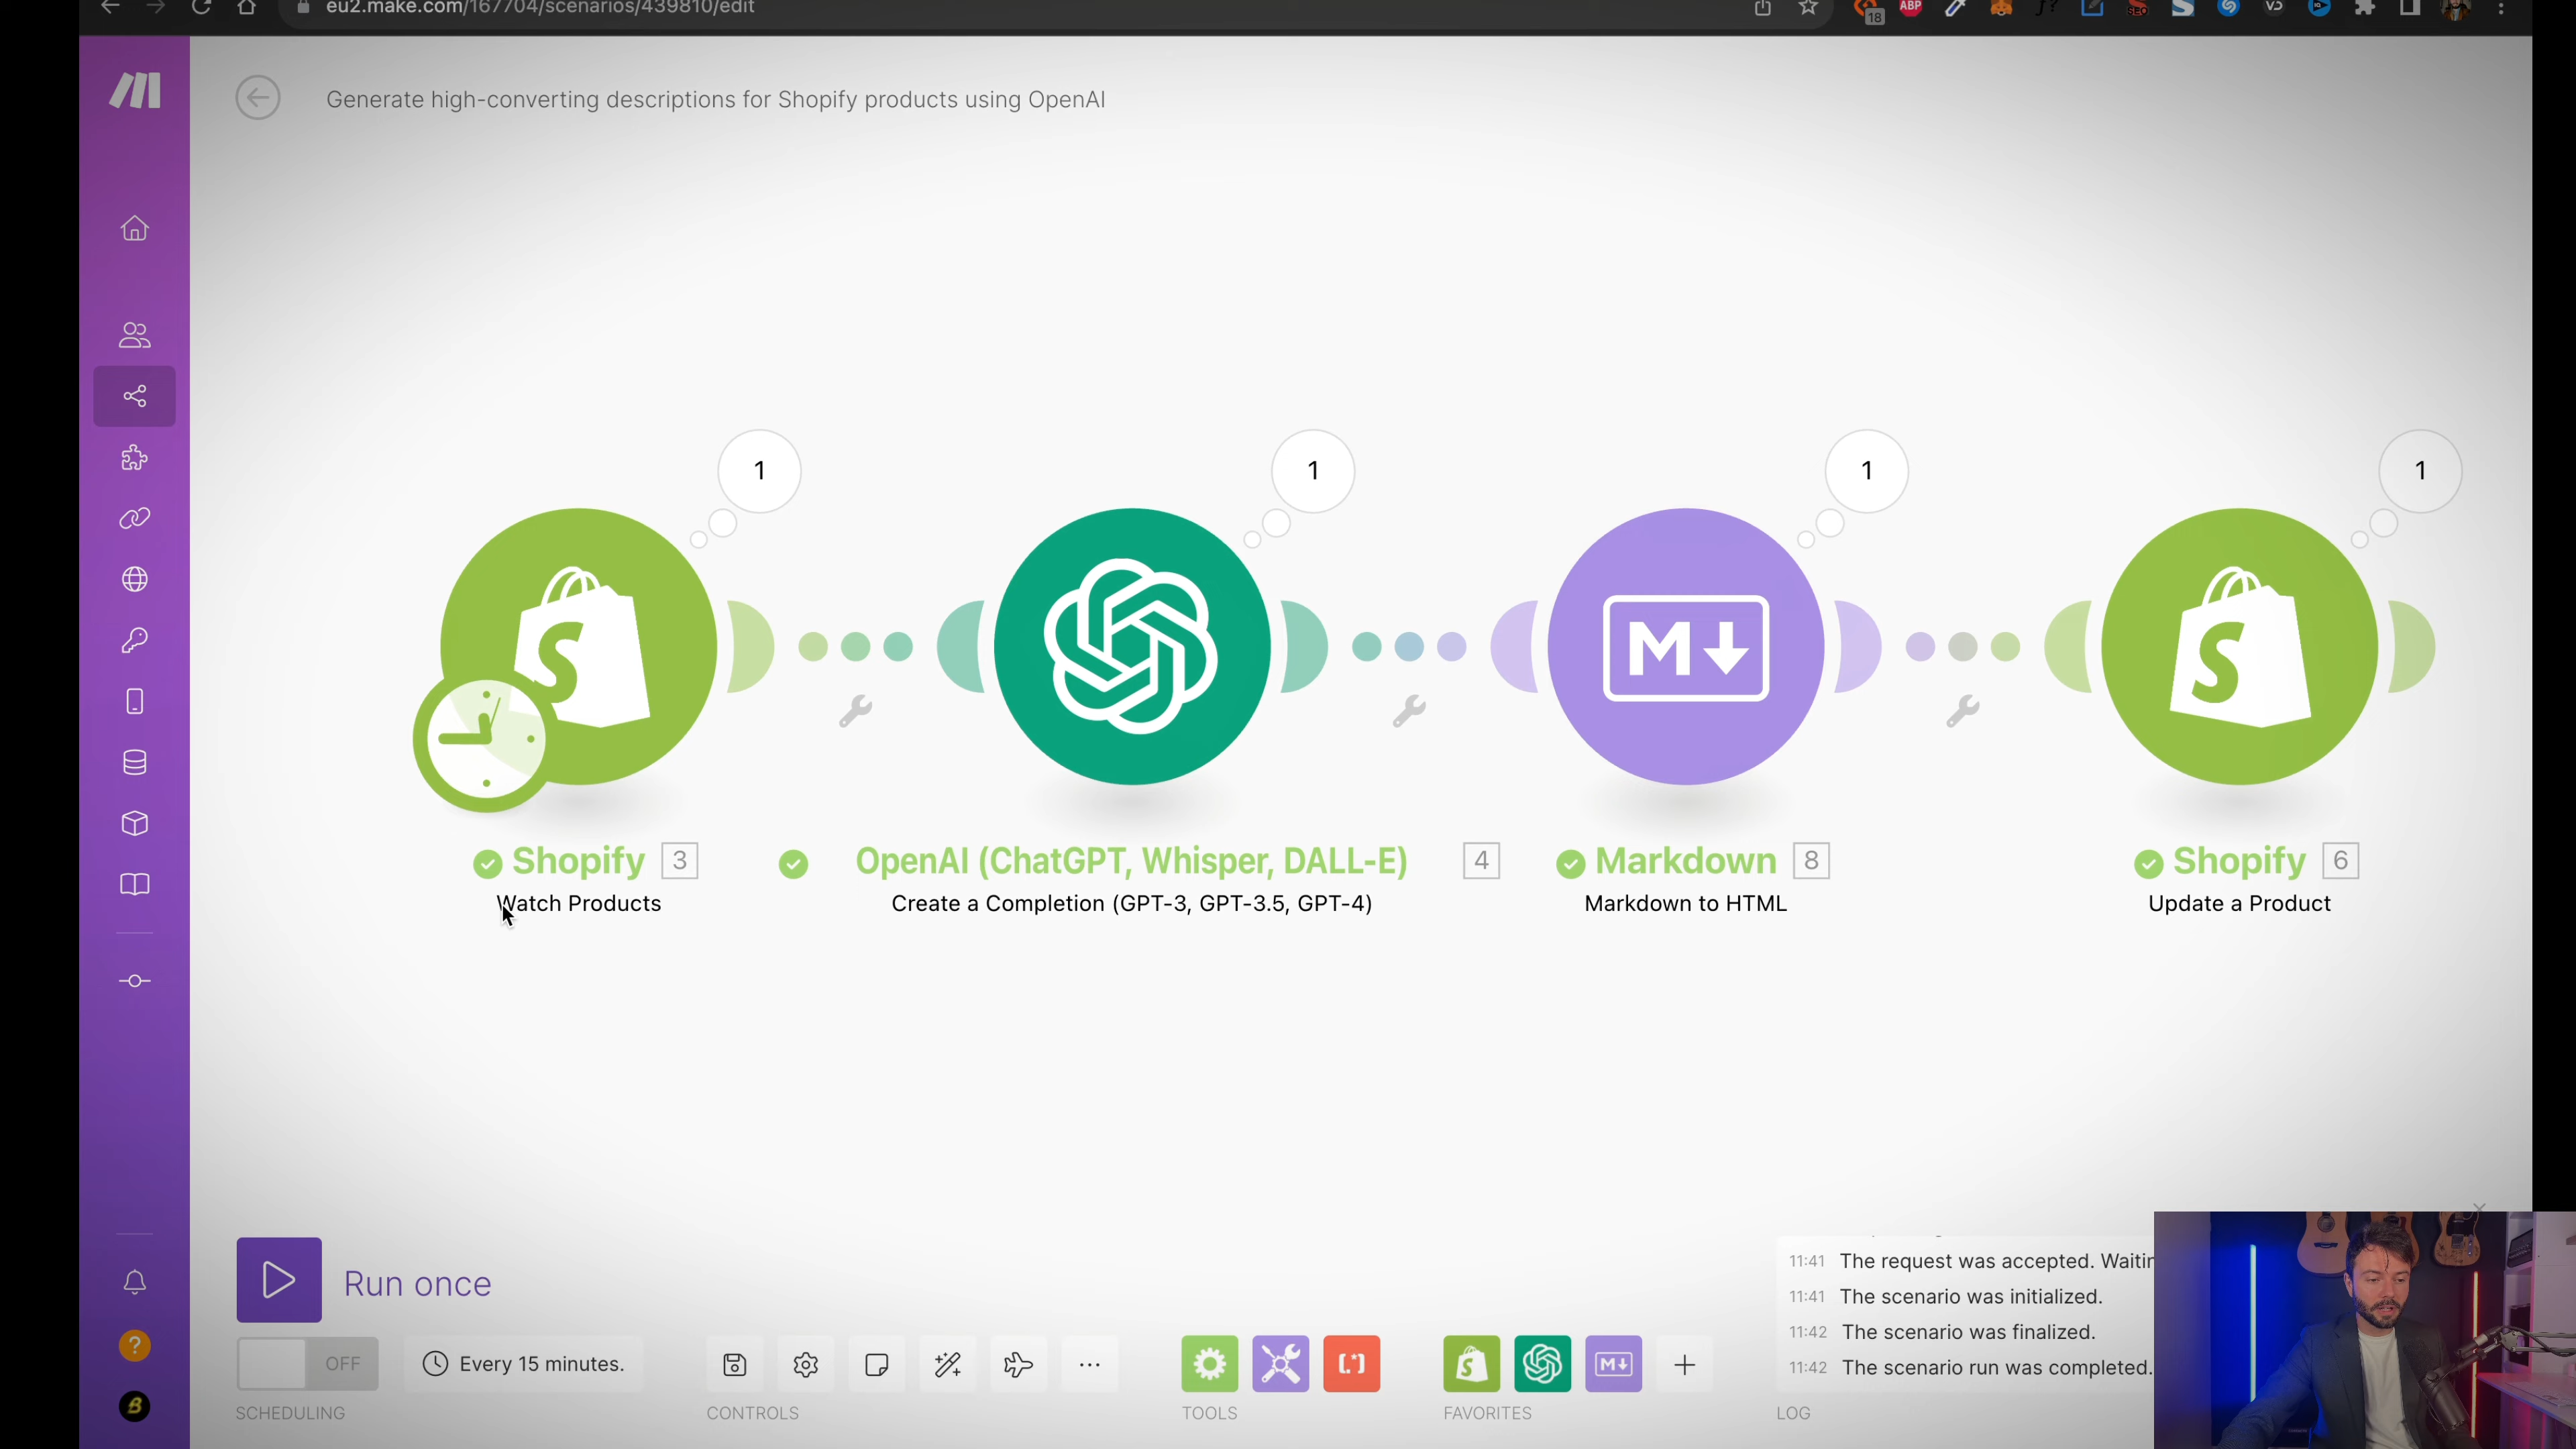 eu2.make.com/167704/scenarios/439810/edit
18
ABP
SEO
Generate high-converting descriptions for Shopify products using OpenAI
1
1
1
1
M
Shopify 3
Watch Products
OpenAI (ChatGPT, Whisper, DALL-E) 4
Create a Completion (GPT-3, GPT-3.5, GPT-4)
Markdown 8
Markdown to HTML
Shopify 6
Update a Product
Run once
OFF
Every 15 minutes.
SCHEDULING
CONTROLS
TOOLS
FAVORITES
LOG
11:41 The request was accepted.
11:41 The scenario was initialized.
11:42 The scenario was finalized.
11:42 The scenario run was completed.